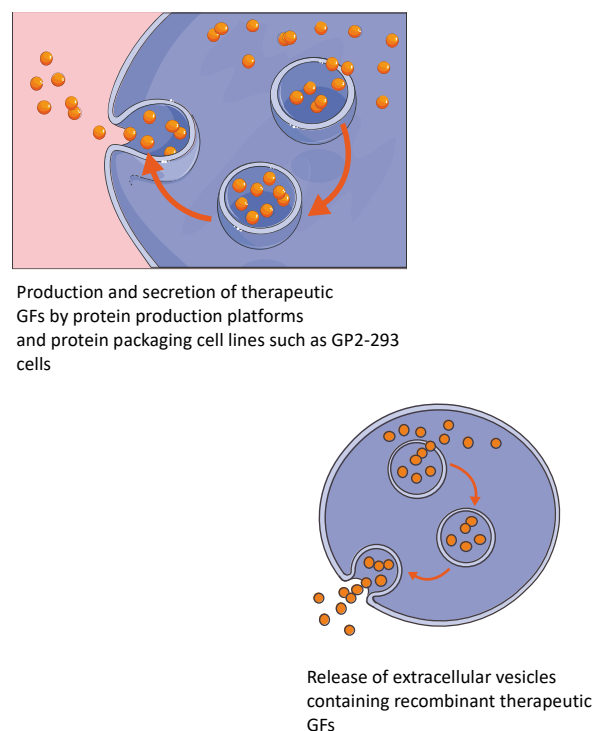 Production and secretion of therapeutic
GFs by protein production platforms
and protein packaging cell lines such as GP2-293
cells
Release of extracellular vesicles
containing recombinant therapeutic
GFs